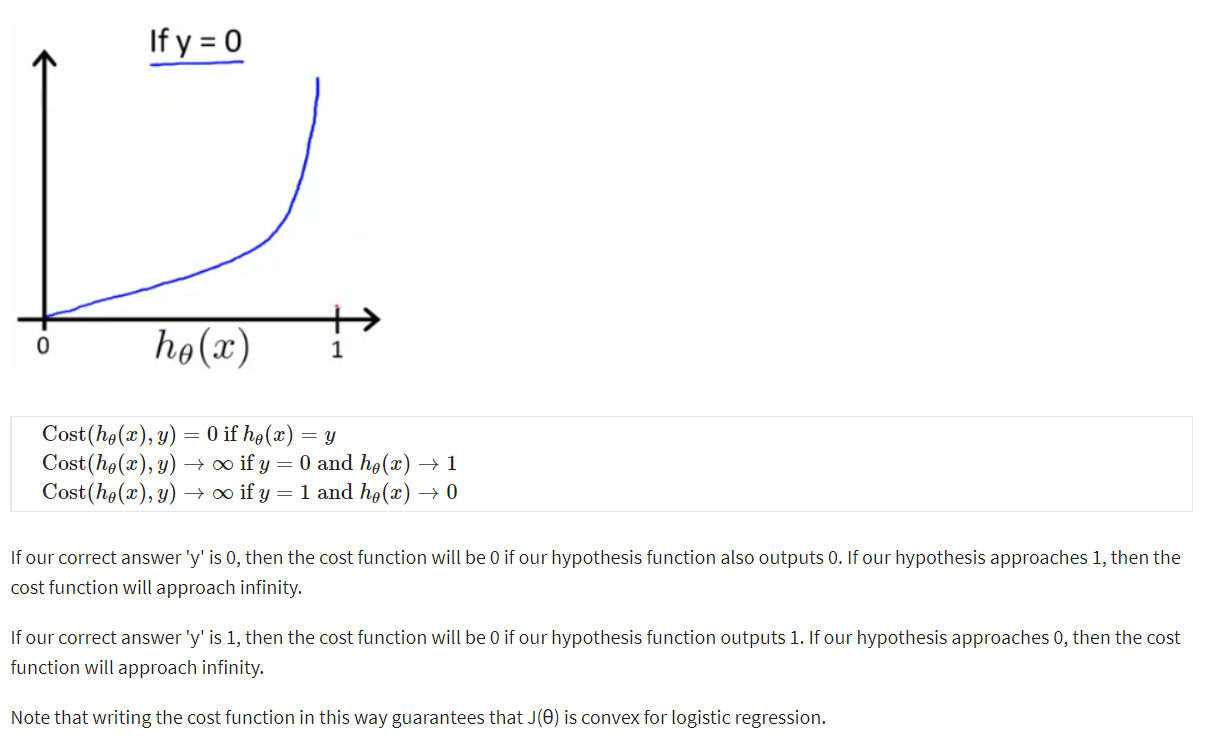 If y = 0
0
hθ(x)
1
Cost(hθ(x), y) = 0 if hθ(x) = y
Cost(hθ(x), y) → ∞ if y = 0 and hθ(x) → 1
Cost(hθ(x), y) → ∞ if y = 1 and hθ(x) → 0
If our correct answer 'y' is 0, then the cost function will be 0 if our hypothesis function also outputs 0. If our hypothesis approaches 1, then the
cost function will approach infinity.
If our correct answer 'y' is 1, then the cost function will be 0 if our hypothesis function outputs 1. If our hypothesis approaches 0, then the cost
function will approach infinity.
Note that writing the cost function in this way guarantees that J(θ) is convex for logistic regression.